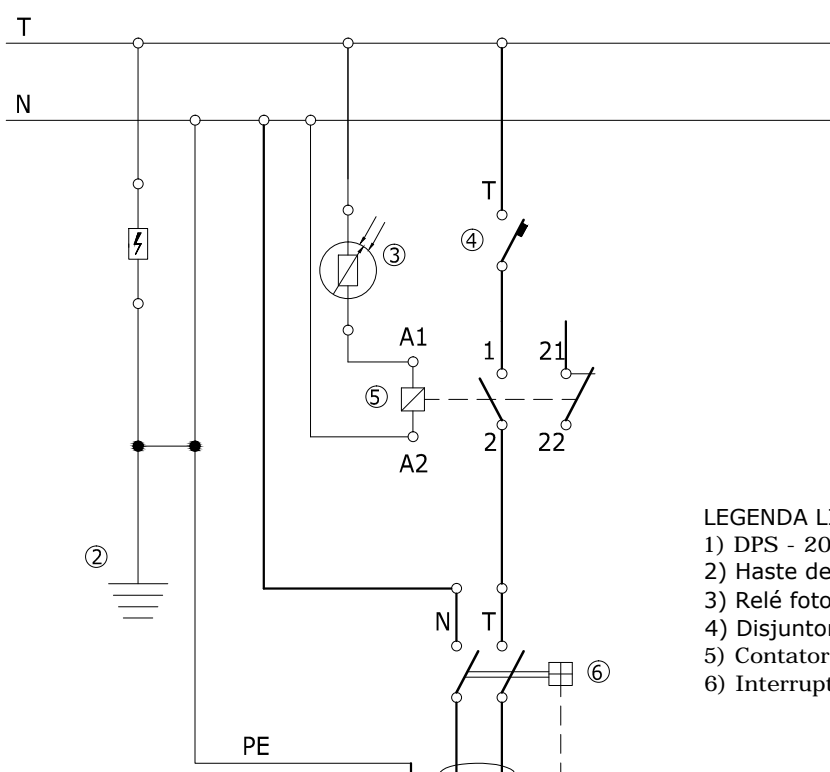 T
N
T
④
③
A1
1
21
⑤
A2
2
22
②
N
T
⑥
PE
LEGENDA
1) DPS - 20
2) Haste de
3) Relé foto
4) Disjuntor
5) Contator
6) Interrupt